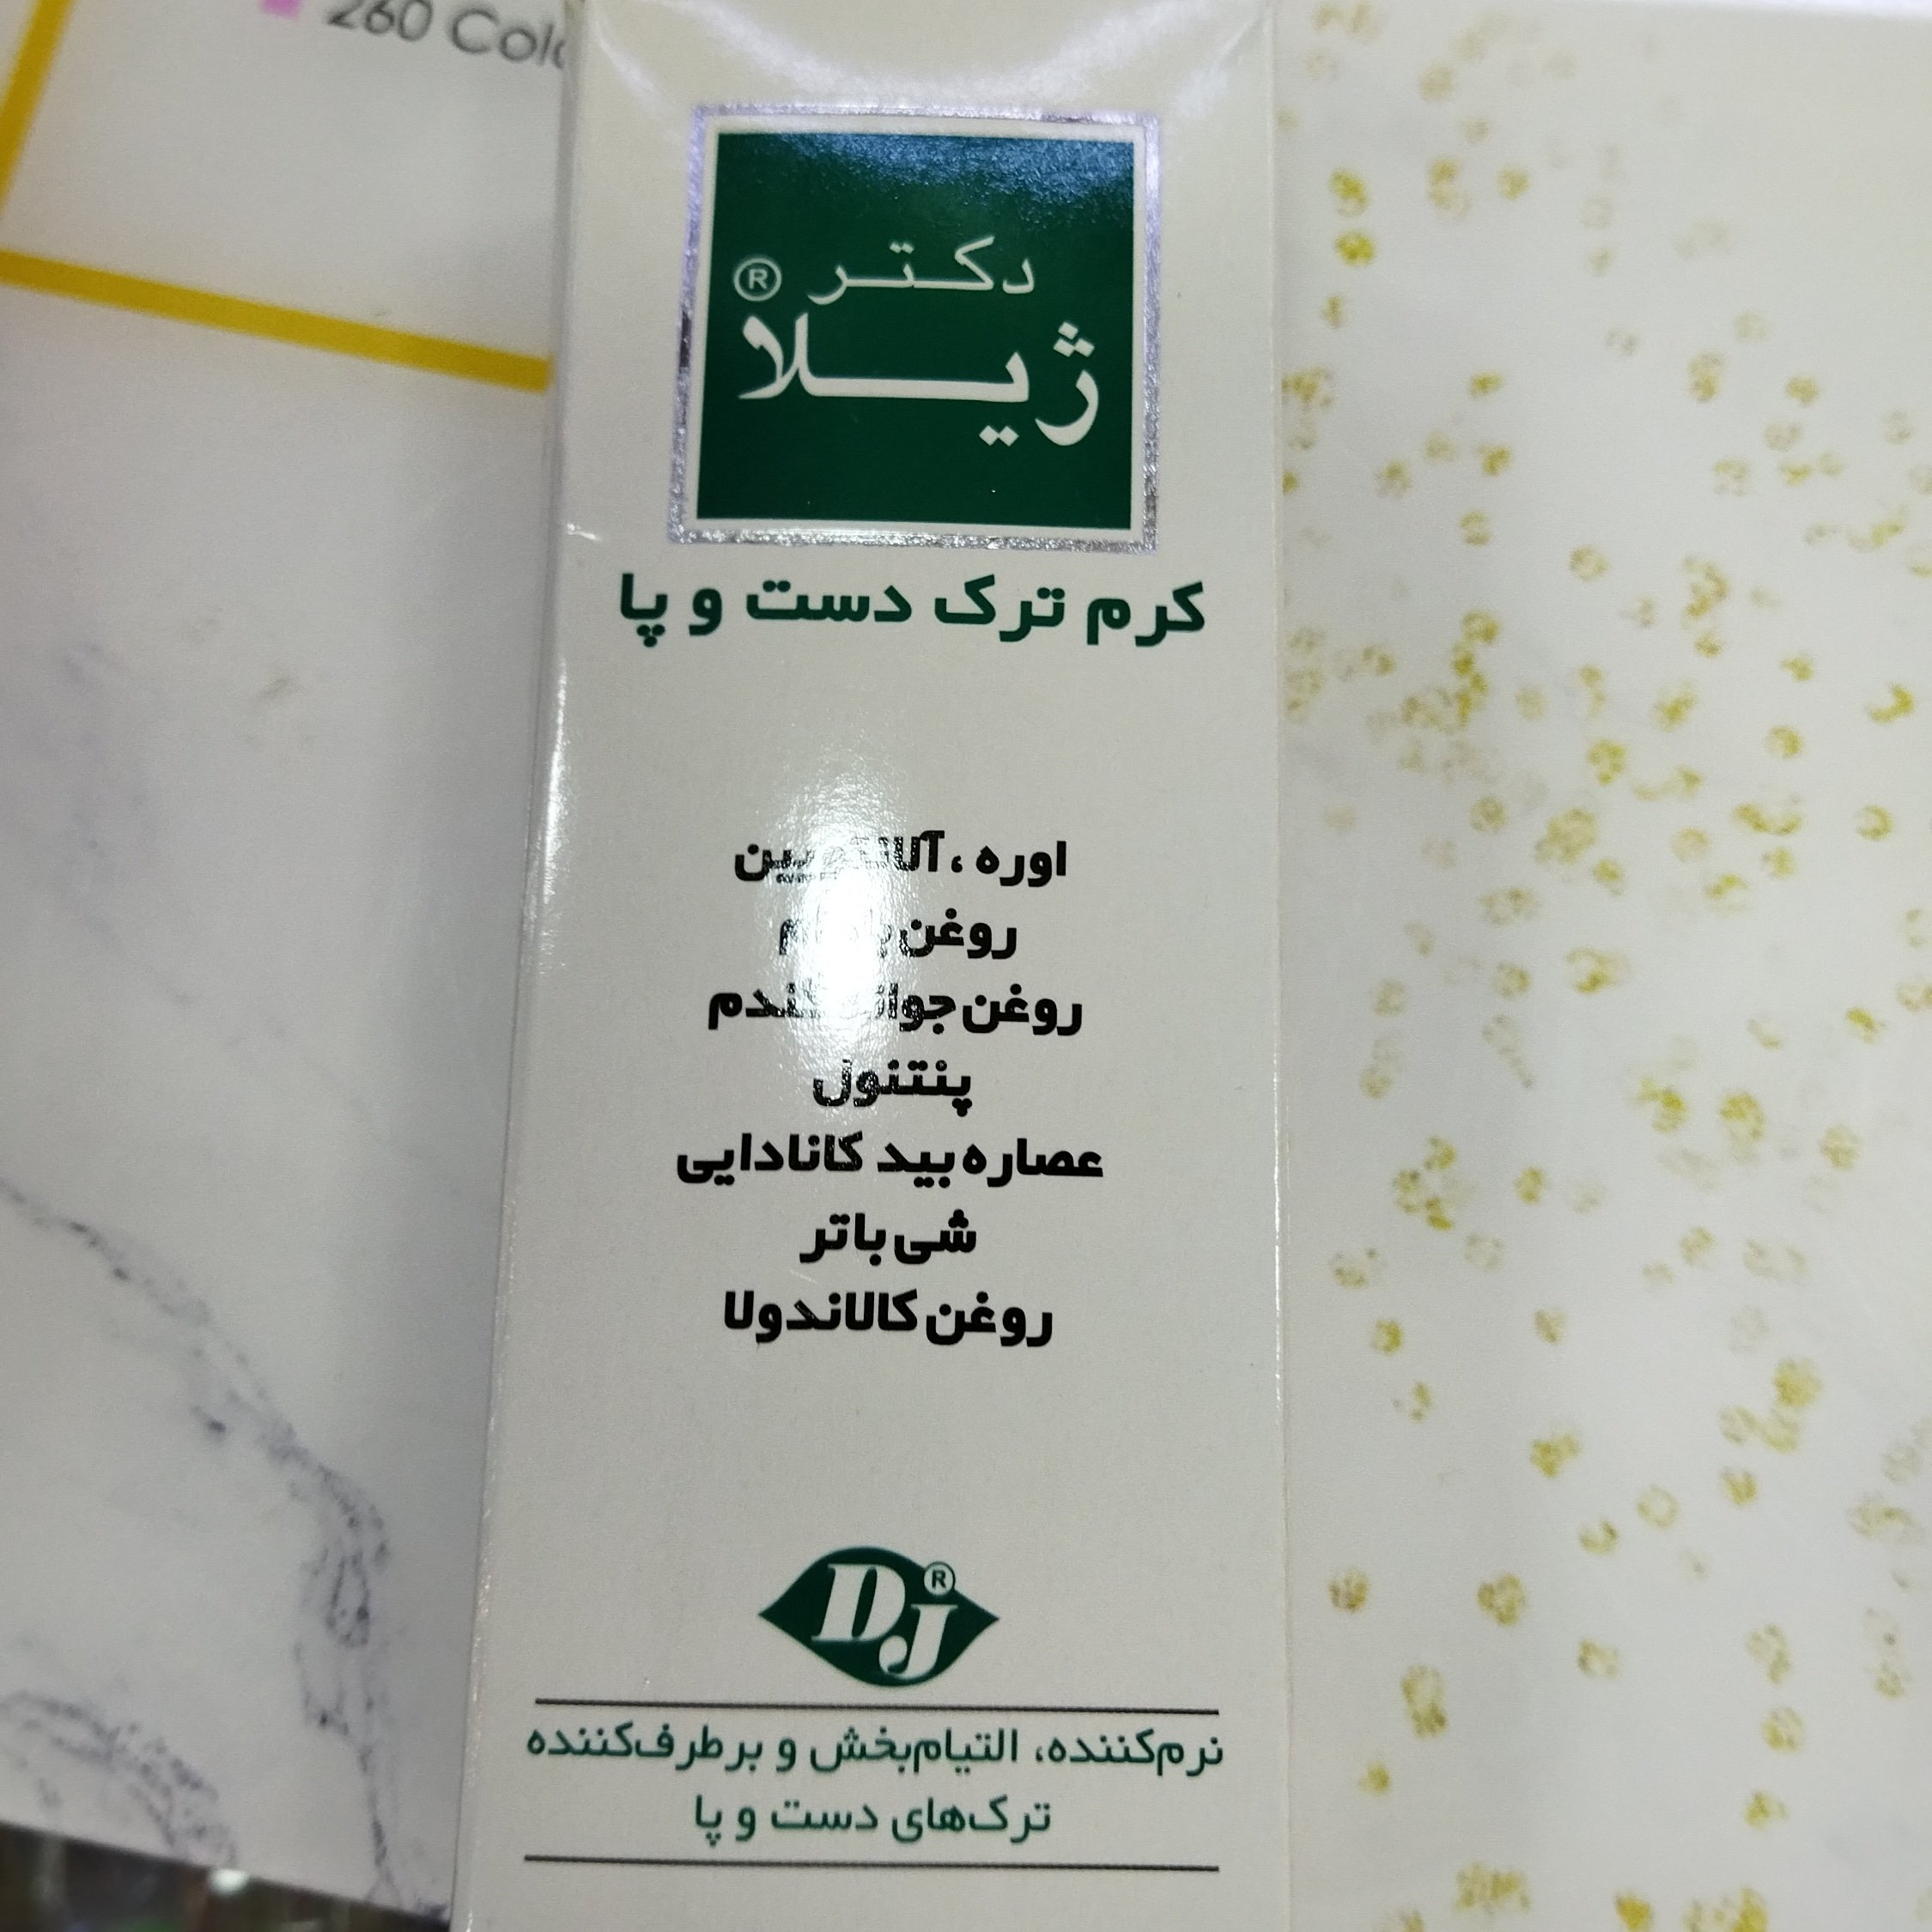 260
دکتر ®
ژیلا
کرم ترک دست و پا
اوره ، آلانتویین
روغن
روغن جوانه گندم
پنتنول
عصاره بید کانادایی
شی باتر
روغن کالاندولا
DJ ®
نرم‌کننده، التیام‌بخش و برطرف‌کننده
ترک‌های دست و پا